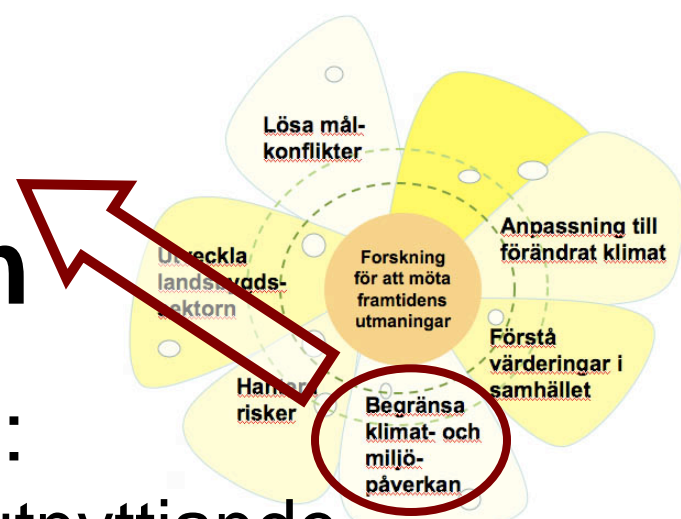 Lösa mål-
konflikter
Anpassning till
förändrat klimat
Utveckla
landsbygds-
sektorn
Forskning
för att möta
framtidens
utmaningar
n
Förstå
värderingar i
samhället
risker
Begränsa
klimat- och
miljö-
påverkan
:
utnyttjande